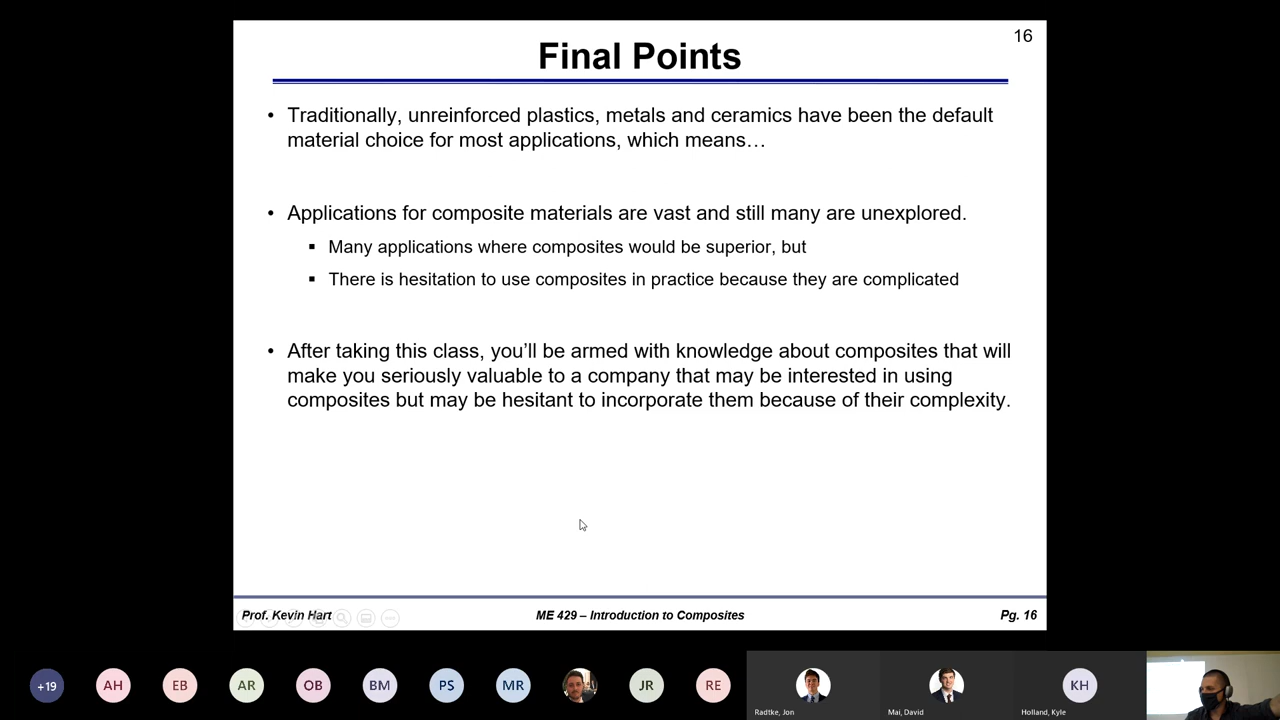 16
Final Points
• Traditionally, unreinforced plastics, metals and ceramics have been the default
material choice for most applications, which means…
• Applications for composite materials are vast and still many are unexplored.
▪ Many applications where composites would be superior, but
▪ There is hesitation to use composites in practice because they are complicated
• After taking this class, you’ll be armed with knowledge about composites that will
make you seriously valuable to a company that may be interested in using
composites but may be hesitant to incorporate them because of their complexity.
Prof. Kevin Hart ME 429 – Introduction to Composites Pg. 16
+19 AH EB AR OB BM PS MR JR RE KH
Radtke, Jon Mai, David Holland, Kyle